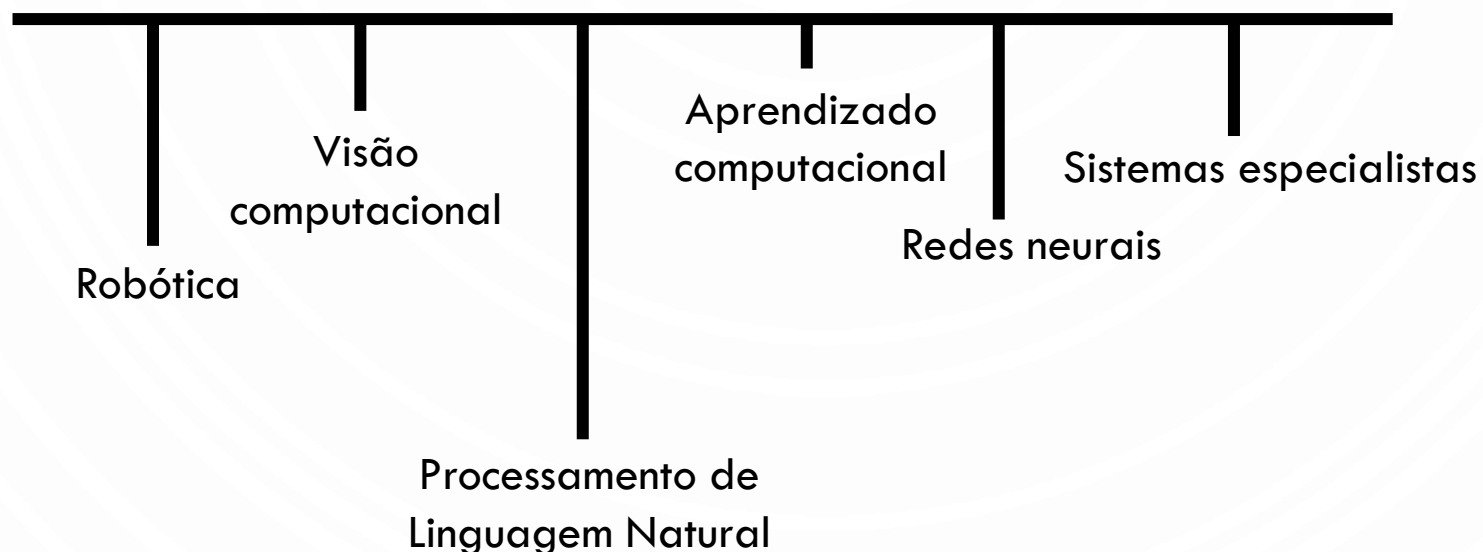 Robótica
Visão
computacional
Processamento de
Linguagem Natural
Aprendizado
computacional
Redes neurais
Sistemas especialistas